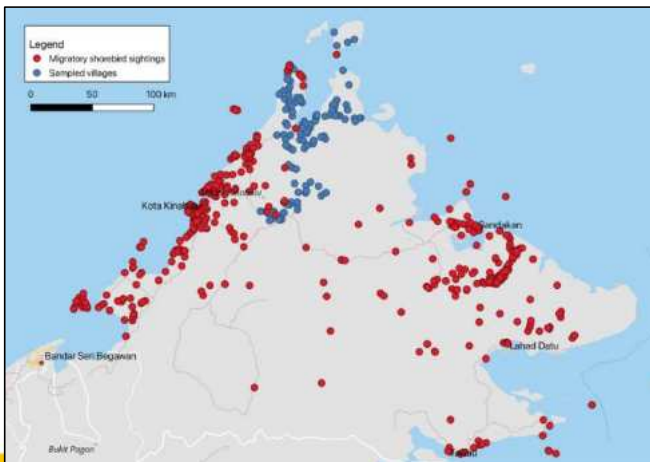 Legend
Migratory shorebird sightings
Sampled villages
0 50 100 km
Kota Kinabalu
Sandakan
Lahad Datu
Bandar Seri Begawan
Bukit Pagon